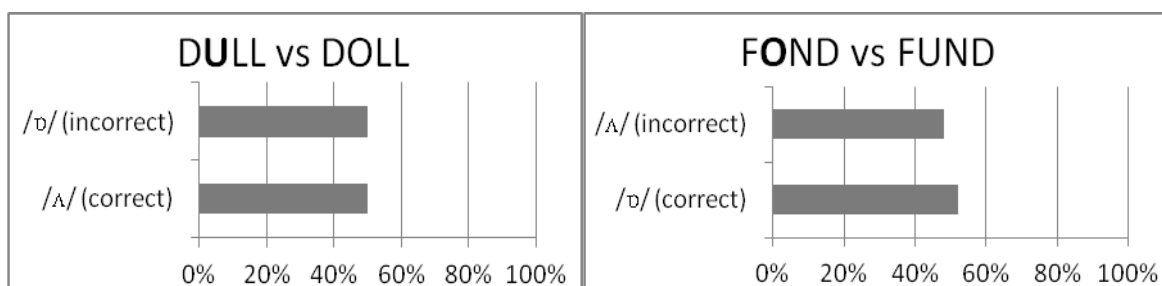 DULL vs DOLL
/ɒ/ (incorrect)
/ʌ/ (correct)
0% 20% 40% 60% 80% 100%
FOND vs FUND
/ʌ/ (incorrect)
/ɒ/ (correct)
0% 20% 40% 60% 80% 100%